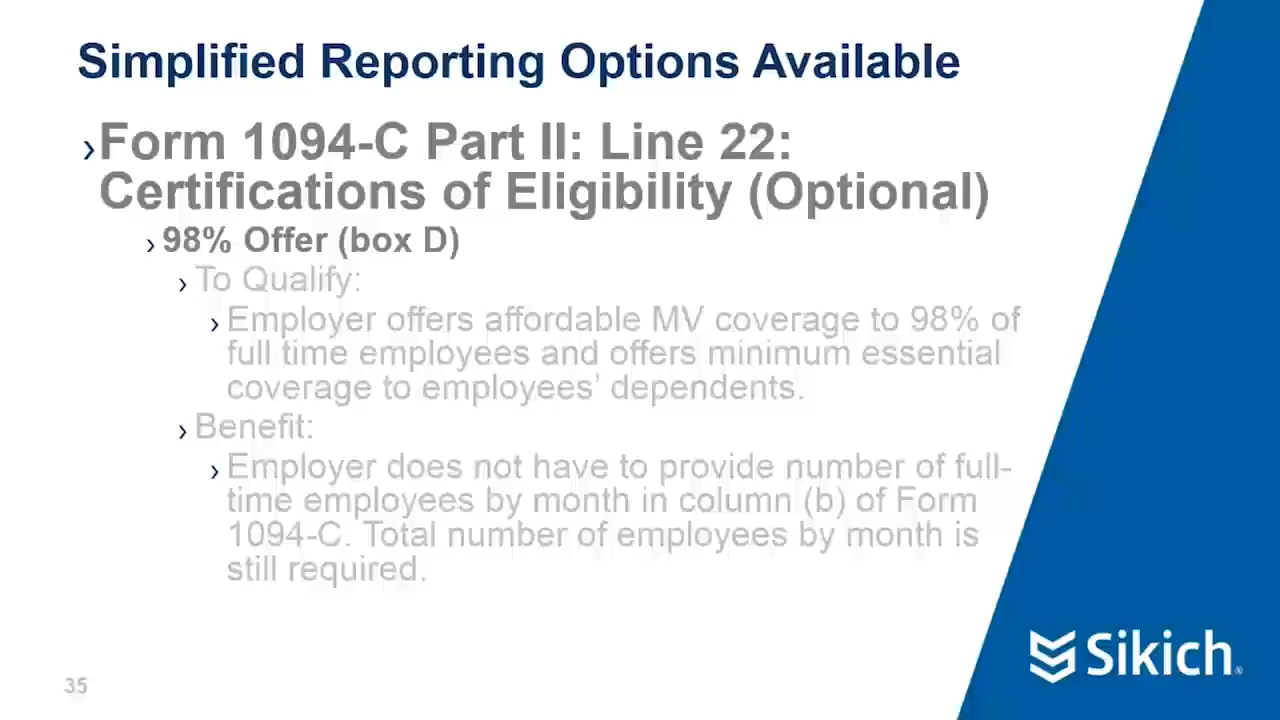 Simplified Reporting Options Available
›Form 1094-C Part II: Line 22:
Certifications of Eligibility (Optional)
› 98% Offer (box D)
› To Qualify:
› Employer offers affordable MV coverage to 98% of
full time employees and offers minimum essential
coverage to employees’ dependents.
› Benefit:
› Employer does not have to provide number of full-
time employees by month in column (b) of Form
1094-C. Total number of employees by month is
still required.
Sikich®
35